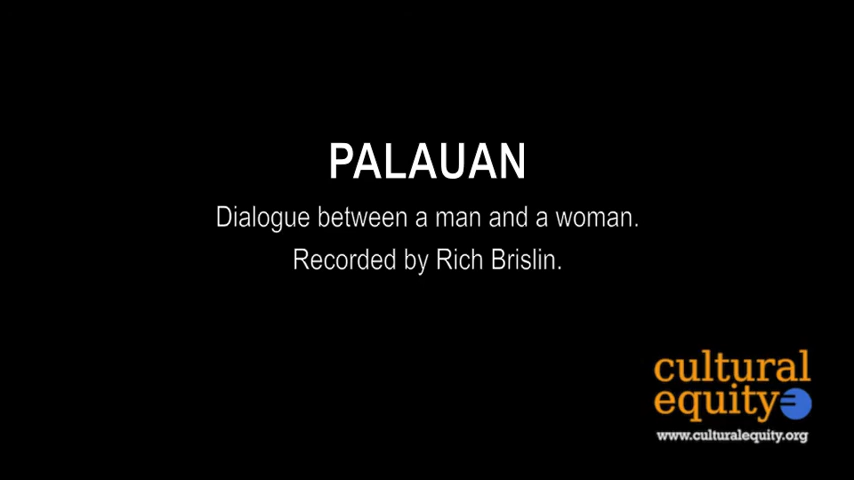 PALAUAN
Dialogue between a man and a woman.
Recorded by Rich Brislin.
cultural
equity
www.culturalequity.org